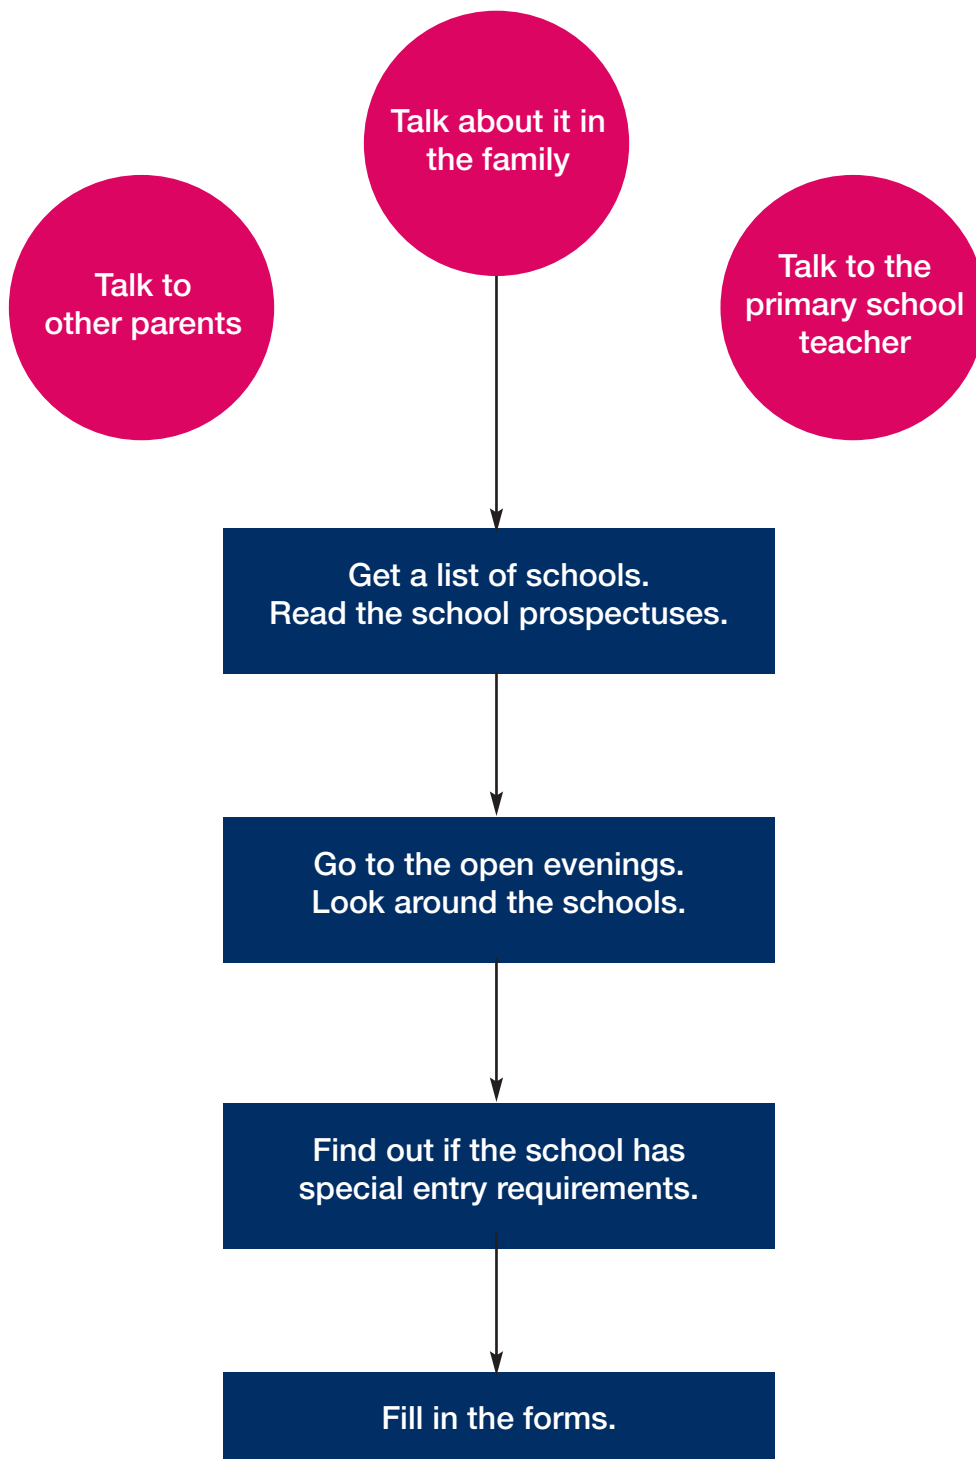 Talk about it in
the family
Talk to
other parents
Talk to the
primary school
teacher
Get a list of schools.
Read the school prospectuses.
Go to the open evenings.
Look around the schools.
Find out if the school has
special entry requirements.
Fill in the forms.